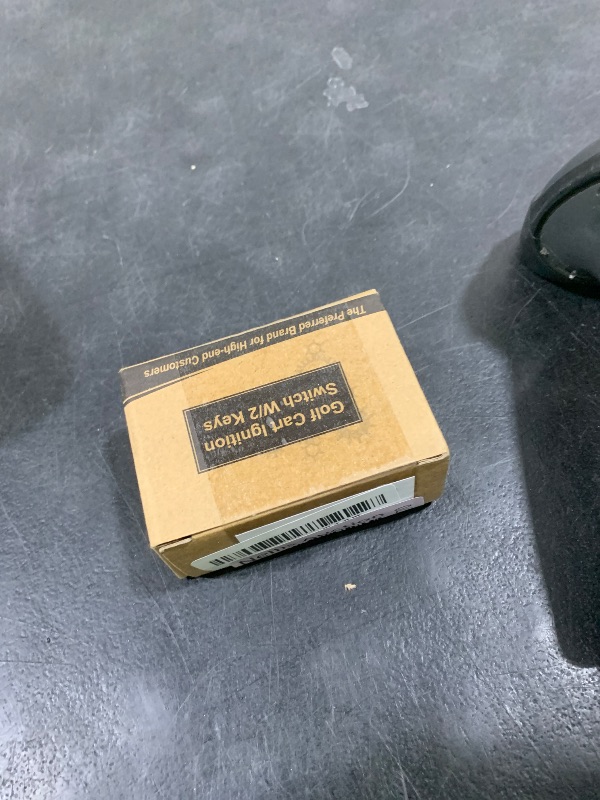 The Preferred Brand for High-end Customers
Golf Cart Ignition
Switch W/2 Keys